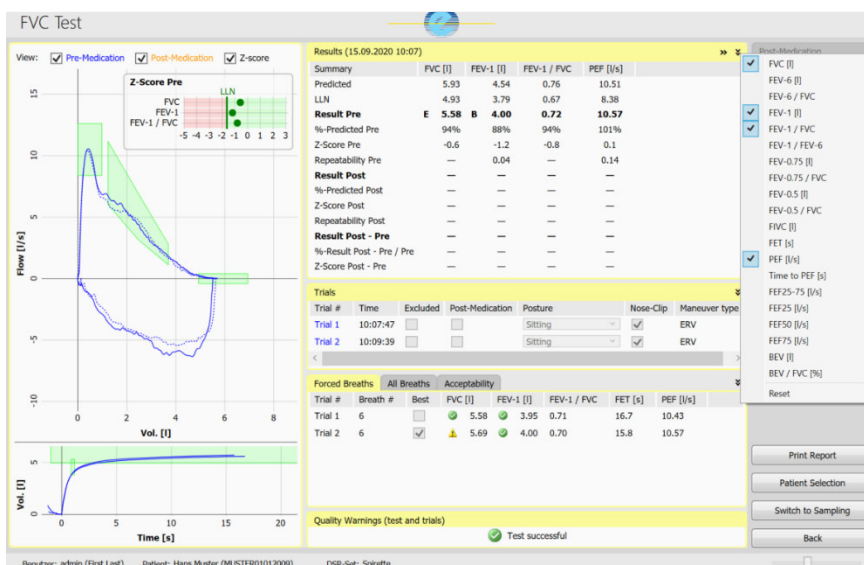 FVC Test
View: Pre-Medication Post-Medication Z-score
Z-Score Pre
LLN
FVC
FEV-1
FEV-1 / FVC
-5 -4 -3 -2 -1 0 1 2 3
15
10
5
0
-5
-10
Flow [l/s]
0 2 4 6 8
Vol. [l]
5
0
Vol. [l]
0 5 10 15 20
Time [s]
Results (15.09.2020 10:07)
Summary FVC [l] FEV-1 [l] FEV-1 / FVC PEF [l/s]
Predicted 5.93 4.54 0.76 10.51
LLN 4.93 3.79 0.67 8.38
Result Pre E 5.58 B 4.00 0.72 10.57
%-Predicted Pre 94% 88% 94% 101%
Z-Score Pre -0.6 -1.2 -0.8 0.1
Repeatability Pre — 0.04 — 0.14
Result Post — — — —
%-Predicted Post — — — —
Z-Score Post — — — —
Repeatability Post — — — —
Result Post - Pre — — — —
%-Result Post - Pre / Pre — — — —
Z-Score Post - Pre — — — —
Trials
Trial # Time Excluded Post-Medication Posture Nose-Clip Maneuver type
Trial 1 10:07:47 Sitting ERV
Trial 2 10:09:39 Sitting ERV
Forced Breaths All Breaths Acceptability
Trial # Breath # Best FVC [l] FEV-1 [l] FEV-1 / FVC FET [s] PEF [l/s]
Trial 1 6 5.58 3.95 0.71 16.7 10.43
Trial 2 6 5.69 4.00 0.70 15.8 10.57
Quality Warnings (test and trials)
Test successful
Post-Medication
FVC [l]
FEV-6 [l]
FEV-6 / FVC
FEV-1 [l]
FEV-1 / FVC
FEV-1 / FEV-6
FEV-0.75 [l]
FEV-0.75 / FVC
FEV-0.5 [l]
FEV-0.5 / FVC
FIVC [l]
FET [s]
PEF [l/s]
Time to PEF [s]
FEF25-75 [l/s]
FEF25 [l/s]
FEF50 [l/s]
FEF75 [l/s]
BEV [l]
BEV / FVC [%]
Reset
Print Report
Patient Selection
Switch to Sampling
Back
Benutzer: admin (First Last) Patient: Hans Muster (MUSTER01012009) DSP-Set: Spirette